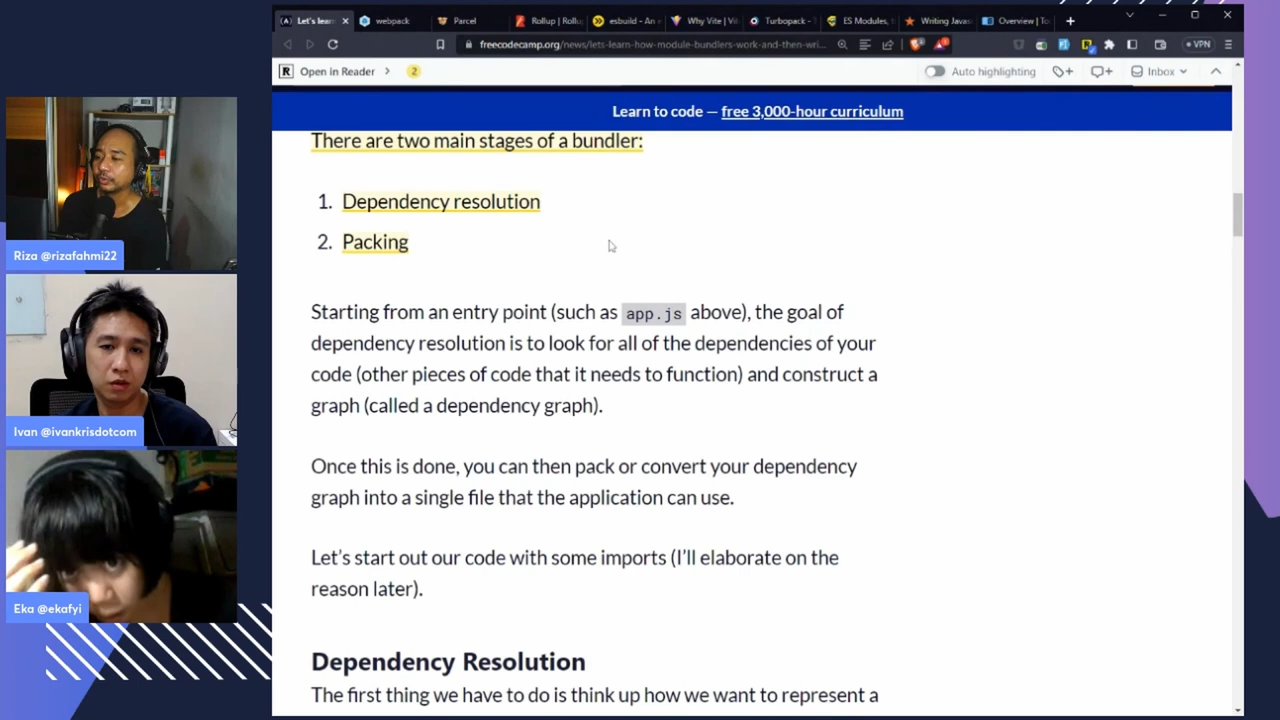 Let's learn
webpack
Parcel
Rollup | Rollu
esbuild - An e
Why Vite | Vi
Turbopack -
ES Modules,
Writing Javas
Overview | To
freecodecamp.org/news/lets-learn-how-module-bundlers-work-and-then-wri...
VPN
R Open in Reader
2
Auto highlighting
Inbox
Learn to code — free 3,000-hour curriculum
There are two main stages of a bundler:
1. Dependency resolution
2. Packing
Starting from an entry point (such as app.js above), the goal of
dependency resolution is to look for all of the dependencies of your
code (other pieces of code that it needs to function) and construct a
graph (called a dependency graph).
Once this is done, you can then pack or convert your dependency
graph into a single file that the application can use.
Let's start out our code with some imports (I'll elaborate on the
reason later).
Dependency Resolution
The first thing we have to do is think up how we want to represent a
Riza @rizafahmi22
Ivan @ivankrisdotcom
Eka @ekafyi